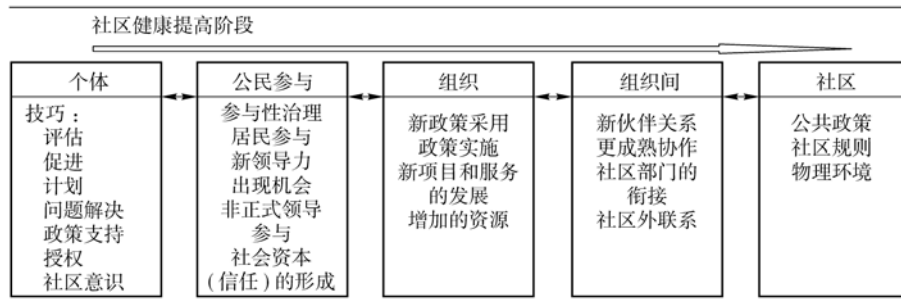 社区健康提高阶段
个体
技巧：
评估
促进
计划
问题解决
政策支持
授权
社区意识
公民参与
参与性治理
居民参与
新领导力
出现机会
非正式领导
参与
社会资本
(信任)的形成
组织
新政策采用
政策实施
新项目和服务
的发展
增加的资源
组织间
新伙伴关系
更成熟协作
社区部门的
衔接
社区外联系
社区
公共政策
社区规则
物理环境